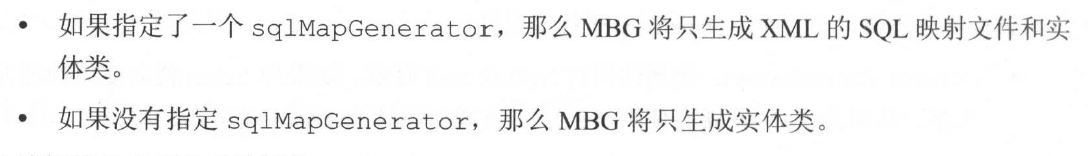 • 如果指定了一个 sqlMapGenerator，那么 MBG 将只生成 XML 的 SQL 映射文件和实
体类。
• 如果没有指定 sqlMapGenerator，那么 MBG 将只生成实体类。